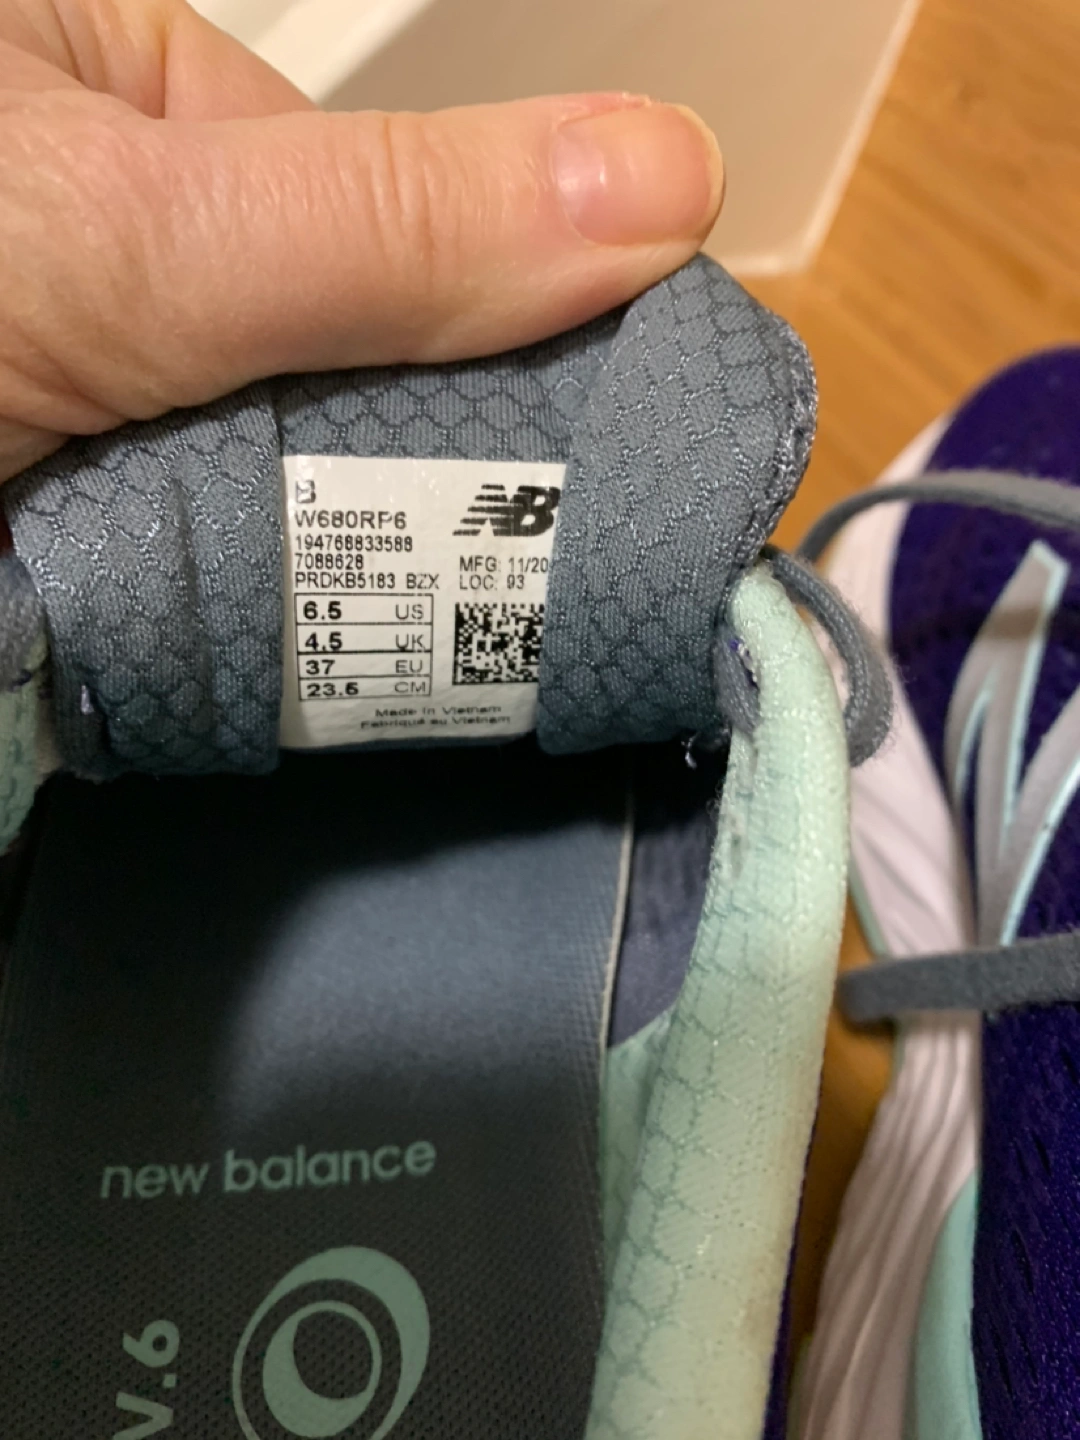 B
NB
W680RP6
194768833588
7088628
PRDKB5183 BZX
MFG: 11/20
LOC: 93
6.5 US
4.5 UK
37 EU
23.5 CM
Made in Vietnam
Fabriqué au Vietnam
new balance
V.6